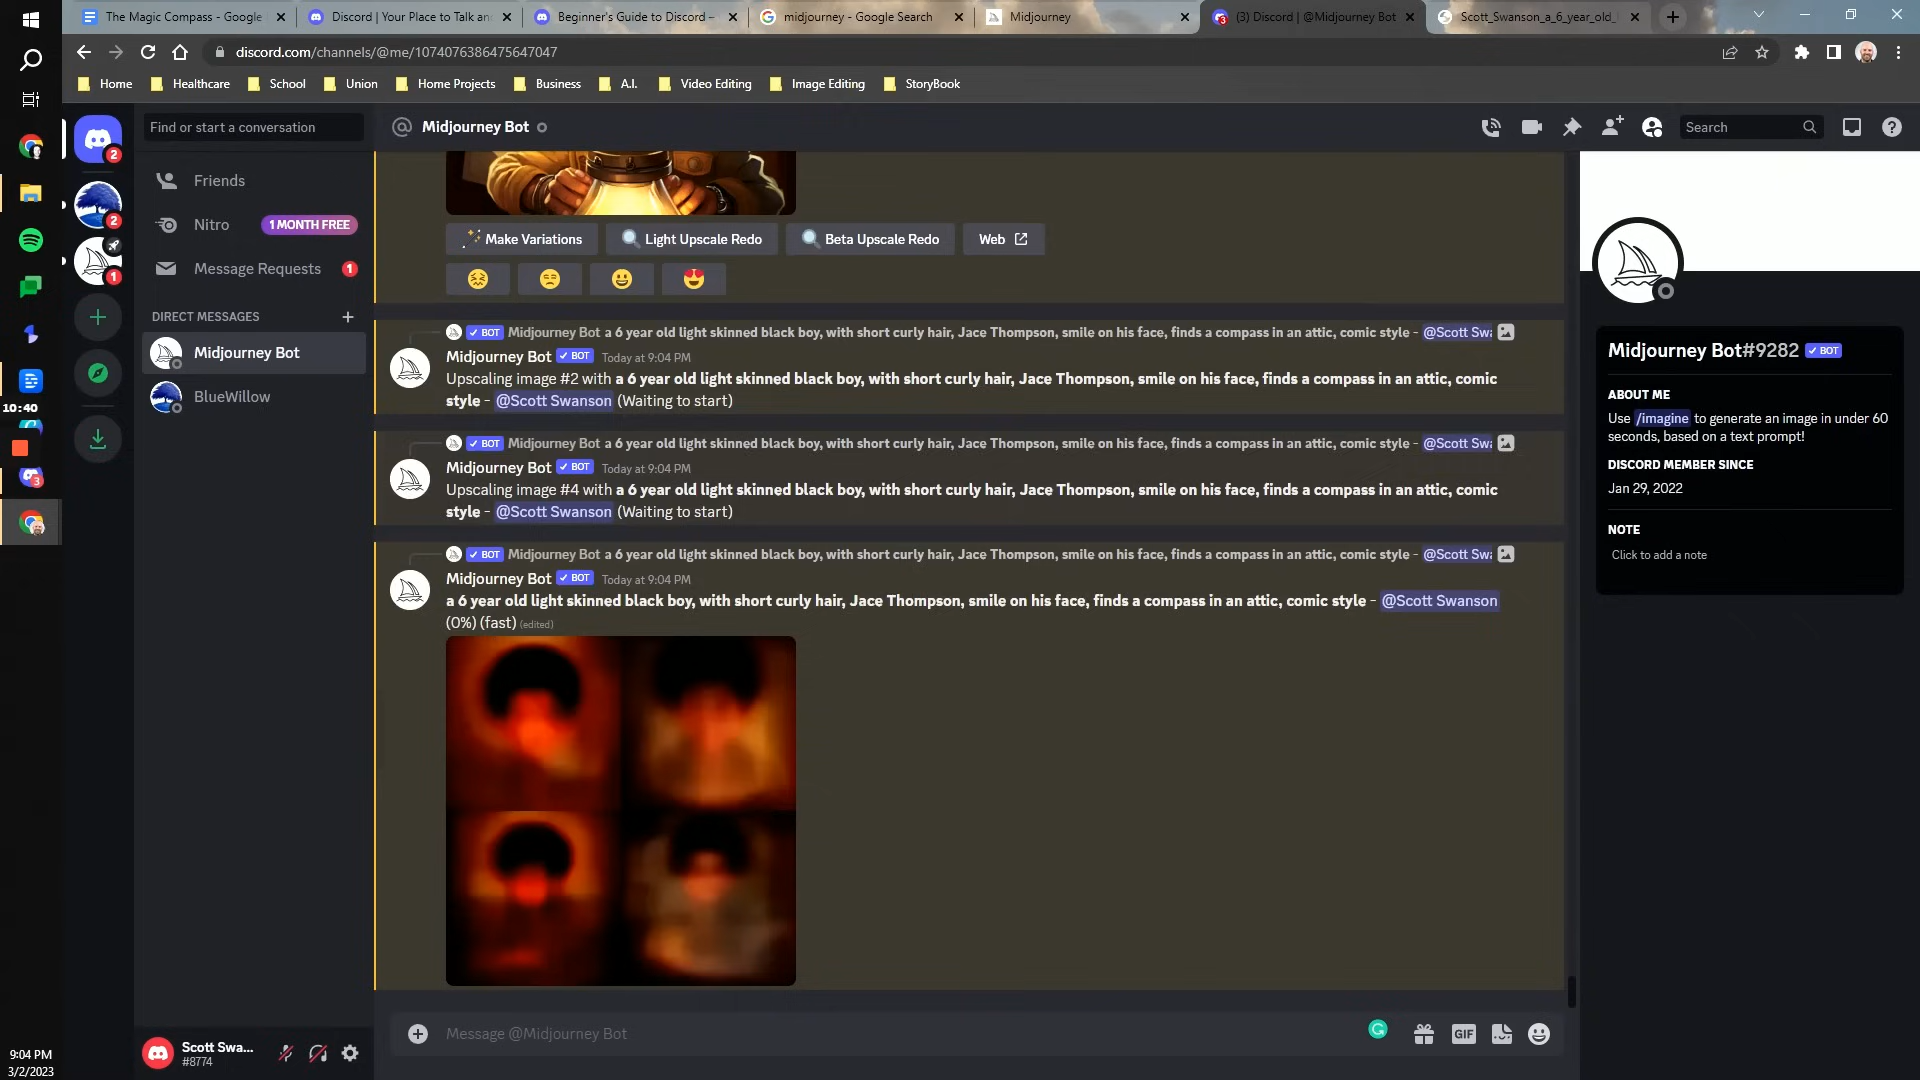 The Magic Compass - Google
Discord | Your Place to Talk an
Beginner's Guide to Discord –
midjourney - Google Search
Midjourney
(3) Discord | @Midjourney Bot
Scott_Swanson_a_6_year_old_
discord.com/channels/@me/1074076386475647047
Home
Healthcare
School
Union
Home Projects
Business
A.I.
Video Editing
Image Editing
StoryBook
Find or start a conversation
Midjourney Bot
Search
Friends
Nitro
1 MONTH FREE
Message Requests
1
DIRECT MESSAGES
Midjourney Bot
BlueWillow
2
2
1
3
10:40
Make Variations
Light Upscale Redo
Beta Upscale Redo
Web
BOT Midjourney Bot a 6 year old light skinned black boy, with short curly hair, Jace Thompson, smile on his face, finds a compass in an attic, comic style - @Scott Swa
Midjourney Bot BOT Today at 9:04 PM
Upscaling image #2 with a 6 year old light skinned black boy, with short curly hair, Jace Thompson, smile on his face, finds a compass in an attic, comic
style - @Scott Swanson (Waiting to start)
BOT Midjourney Bot a 6 year old light skinned black boy, with short curly hair, Jace Thompson, smile on his face, finds a compass in an attic, comic style - @Scott Swa
Midjourney Bot BOT Today at 9:04 PM
Upscaling image #4 with a 6 year old light skinned black boy, with short curly hair, Jace Thompson, smile on his face, finds a compass in an attic, comic
style - @Scott Swanson (Waiting to start)
BOT Midjourney Bot a 6 year old light skinned black boy, with short curly hair, Jace Thompson, smile on his face, finds a compass in an attic, comic style - @Scott Swa
Midjourney Bot BOT Today at 9:04 PM
a 6 year old light skinned black boy, with short curly hair, Jace Thompson, smile on his face, finds a compass in an attic, comic style - @Scott Swanson
(0%) (fast) (edited)
Message @Midjourney Bot
GIF
Midjourney Bot#9282 BOT
ABOUT ME
Use /imagine to generate an image in under 60
seconds, based on a text prompt!
DISCORD MEMBER SINCE
Jan 29, 2022
NOTE
Click to add a note
Scott Swa...
#8774
9:04 PM
3/2/2023